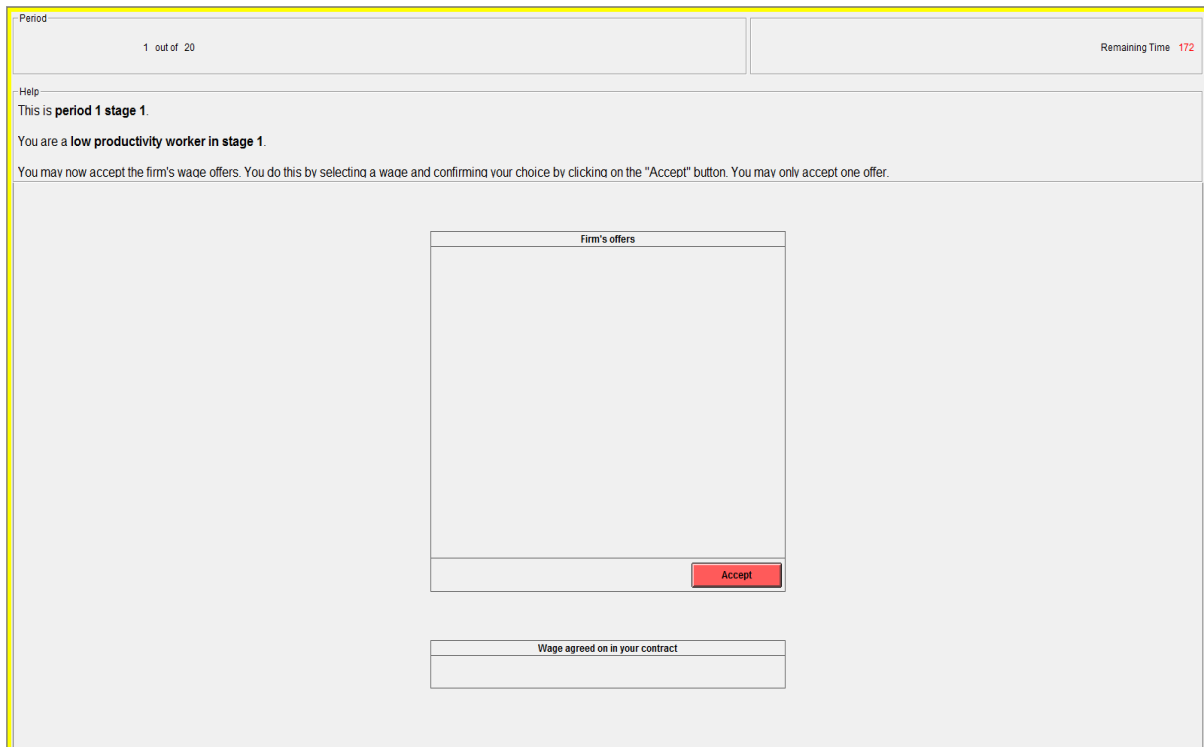 Period
1 out of 20
Remaining Time 172
Help
This is period 1 stage 1.
You are a low productivity worker in stage 1.
You may now accept the firm's wage offers. You do this by selecting a wage and confirming your choice by clicking on the "Accept" button. You may only accept one offer.
Firm's offers
Accept
Wage agreed on in your contract